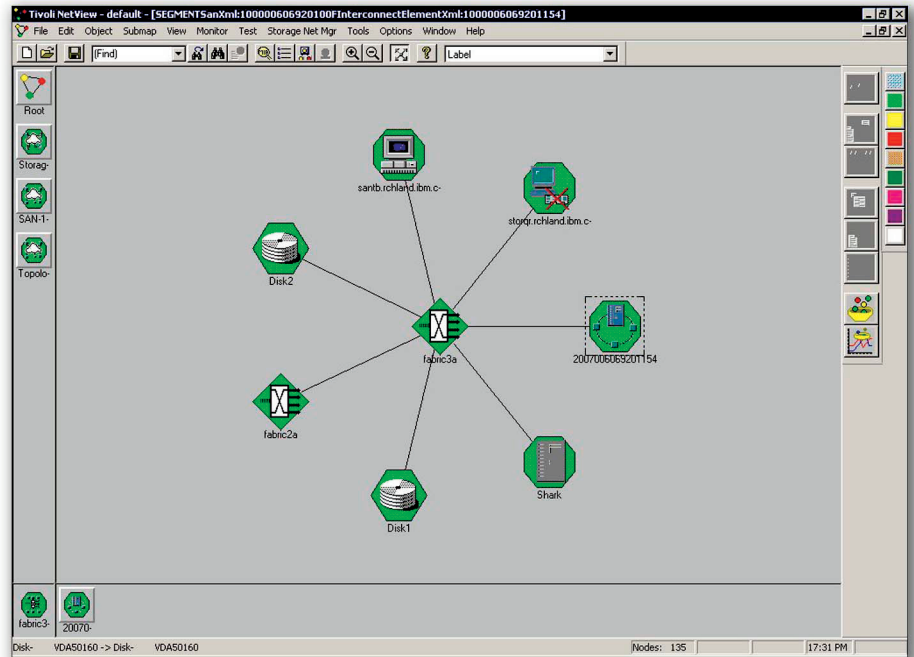 Tivoli NetView - default - [SEGMENTSanXml:100000606920100FInterconnectElementXml:1000006069201154]
File Edit Object Submap View Monitor Test Storage Net Mgr Tools Options Window Help
(Find) Label
Root
Storag-
SAN-1-
Topolo-
santb.rchland.ibm.c-
storqr.rchland.ibm.c-
Disk2
fabric3a
2007006069201154
fabric2a
Shark
Disk1
fabric3-
20070-
Disk- VDA50160 -> Disk- VDA50160 Nodes: 135 17:31 PM